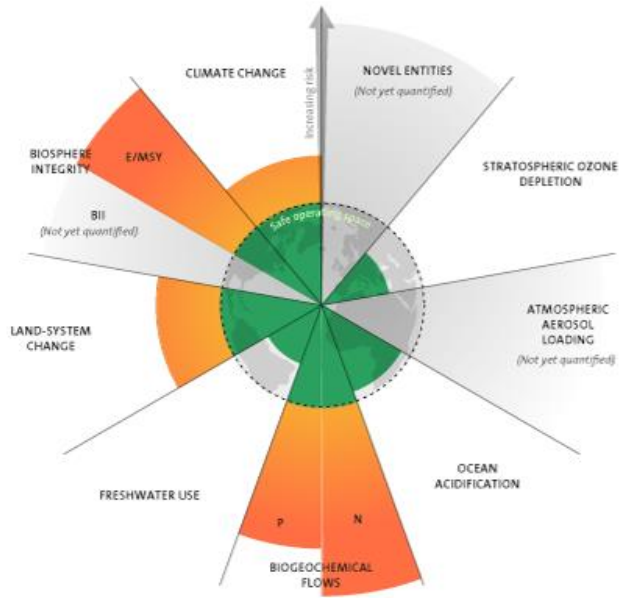 CLIMATE CHANGE
Increasing risk
NOVEL ENTITIES
(Not yet quantified)
STRATOSPHERIC OZONE
DEPLETION
ATMOSPHERIC
AEROSOL
LOADING
(Not yet quantified)
OCEAN
ACIDIFICATION
N
P
BIOGEOCHEMICAL
FLOWS
FRESHWATER USE
LAND-SYSTEM
CHANGE
BII
(Not yet quantified)
BIOSPHERE
INTEGRITY
E/MSY
Safe operating space